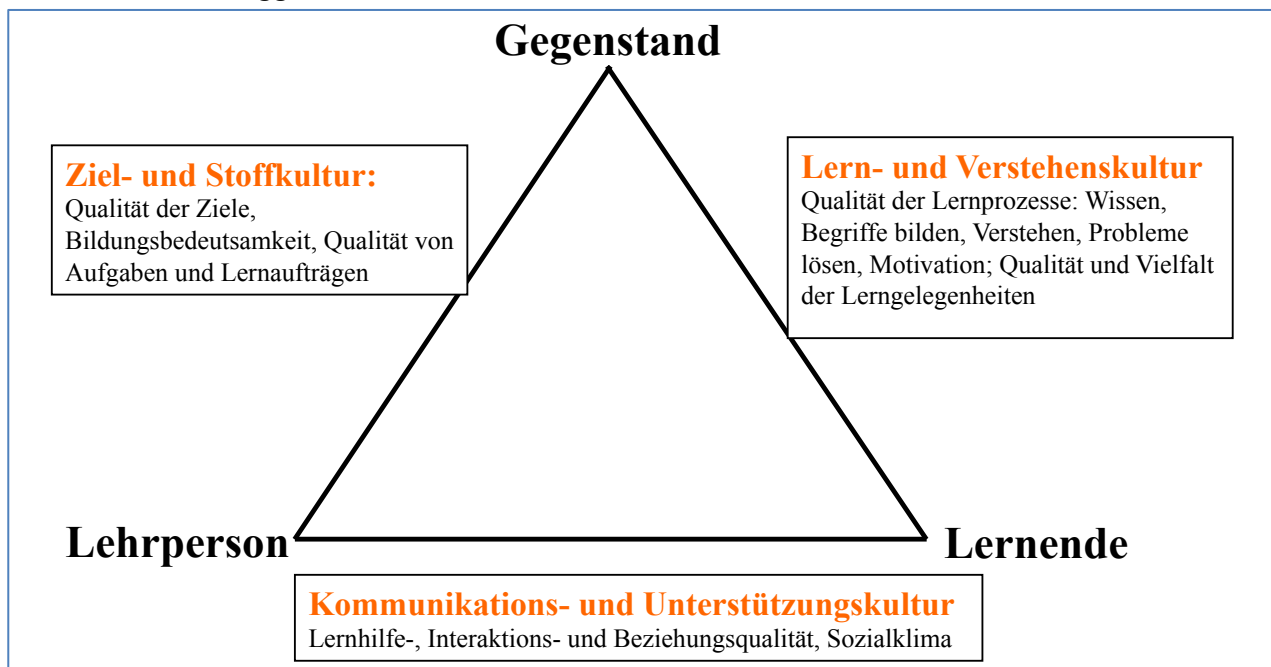 Gegenstand
Ziel- und Stoffkultur:
Qualität der Ziele,
Bildungsbedeutsamkeit, Qualität von
Aufgaben und Lernaufträgen
Lern- und Verstehenskultur
Qualität der Lernprozesse: Wissen,
Begriffe bilden, Verstehen, Probleme
lösen, Motivation; Qualität und Vielfalt
der Lerngelegenheiten
Lehrperson
Lernende
Kommunikations- und Unterstützungskultur
Lernhilfe-, Interaktions- und Beziehungsqualität, Sozialklima